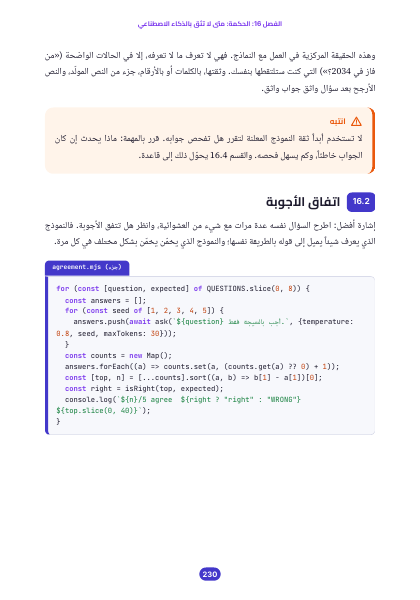 الفصل 16: الحكمة: متى لا تثق بالذكاء الاصطناعي
وهذه الحقيقة المركزية في العمل مع النماذج. فهي لا تعرف ما لا تعرفه، إلا في الحالات الواضحة («من
فاز في 2034؟») التي كنت ستلتقطها بنفسك. وثقتها، بالكلمات أو بالأرقام، جزء من النص المولّد، والنص
الأرجح بعد سؤال واثق جواب واثق.
انتبه
لا تستخدم أبداً ثقة النموذج المعلنة لتقرر هل تفحص جوابه. قرر بالمهمة: ماذا يحدث إن كان
الجواب خاطئاً، وكم يسهل فحصه. والقسم 16.4 يحوّل ذلك إلى قاعدة.
16.2 اتفاق الأجوبة
إشارة أفضل: اطرح السؤال نفسه عدة مرات مع شيء من العشوائية، وانظر هل تتفق الأجوبة. فالنموذج
الذي يعرف شيئاً يميل إلى قوله بالطريقة نفسها؛ والنموذج الذي يخمّن يخمّن بشكل مختلف في كل مرة.
agreement.mjs (جزء)
for (const [question, expected] of QUESTIONS.slice(0, 8)) {
const answers = [];
for (const seed of [1, 2, 3, 4, 5]) {
answers.push(await ask(`${question} أجب بالنتيجة فقط.`, {temperature:
0.8, seed, maxTokens: 30}));
}
const counts = new Map();
answers.forEach((a) => counts.set(a, (counts.get(a) ?? 0) + 1));
const [top, n] = [...counts].sort((a, b) => b[1] - a[1])[0];
const right = isRight(top, expected);
console.log(`${n}/5 agree  ${right ? "right" : "WRONG"}
${top.slice(0, 40)}`);
}
230